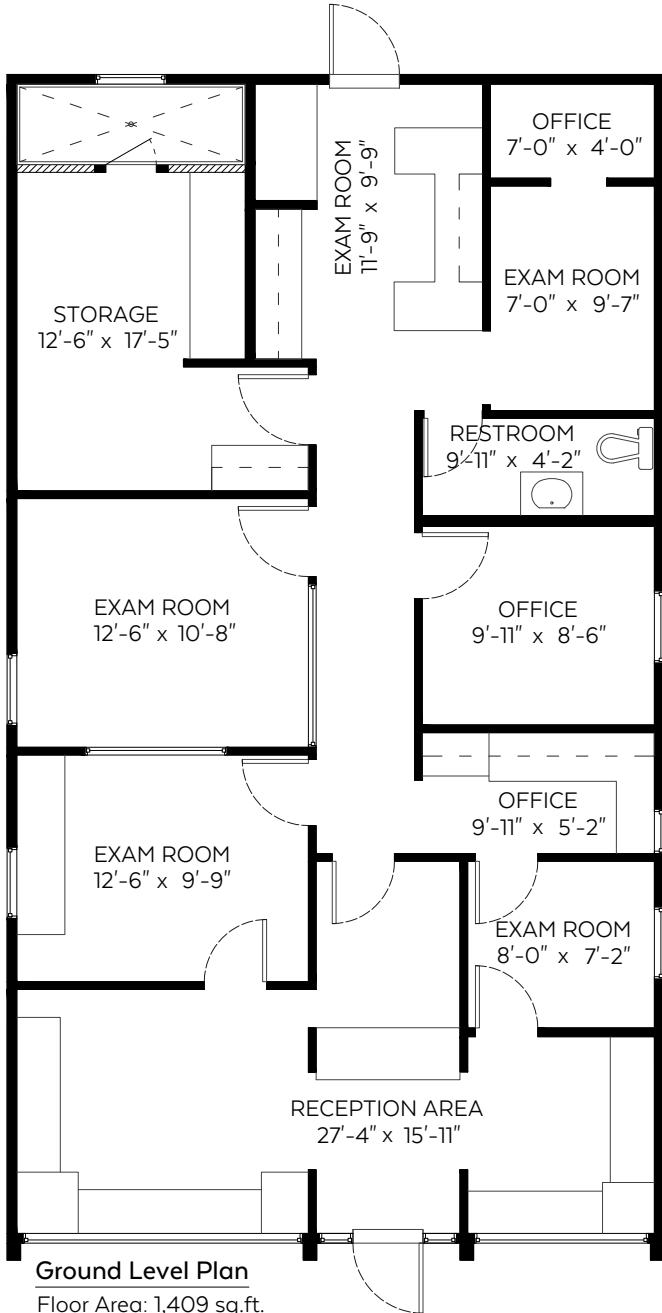 OFFICE
7'-0" x 4'-0"
EXAM ROOM
11'-9" x 9'-9"
EXAM ROOM
7'-0" x 9'-7"
STORAGE
12'-6" x 17'-5"
RESTROOM
9'-11" x 4'-2"
EXAM ROOM
12'-6" x 10'-8"
OFFICE
9'-11" x 8'-6"
OFFICE
9'-11" x 5'-2"
EXAM ROOM
12'-6" x 9'-9"
EXAM ROOM
8'-0" x 7'-2"
RECEPTION AREA
27'-4" x 15'-11"
Ground Level Plan
Floor Area: 1,409 sq.ft.